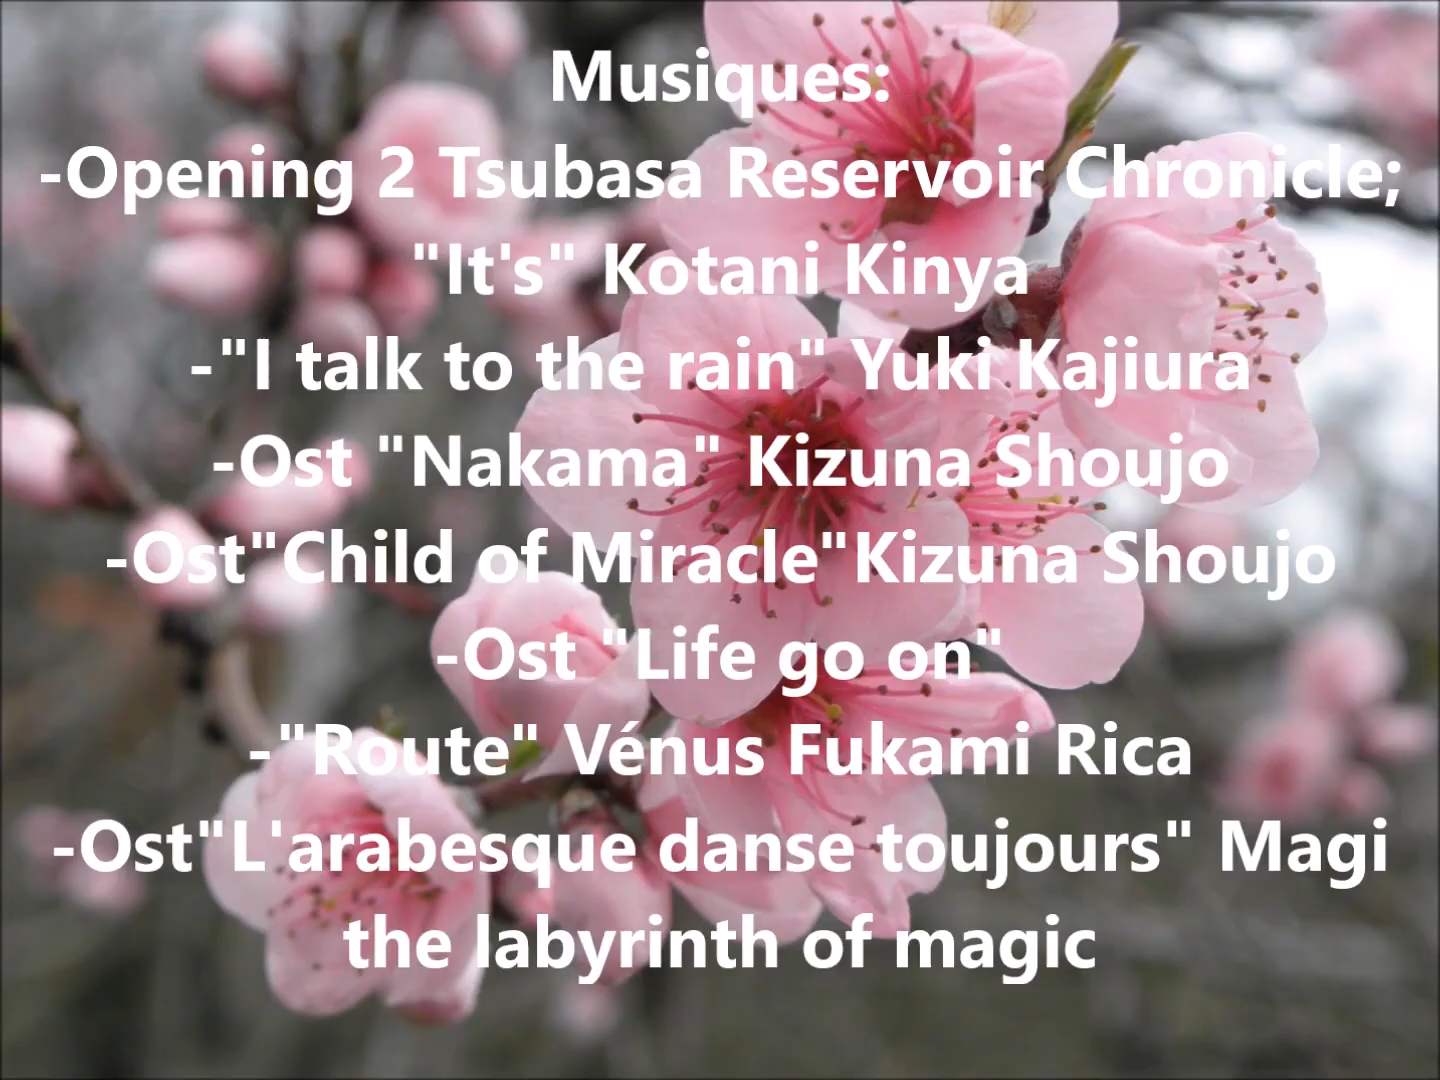 Musiques:
-Opening 2 Tsubasa Reservoir Chronicle;
"It's" Kotani Kinya
-"I talk to the rain" Yuki Kajiura
-Ost "Nakama" Kizuna Shoujo
-Ost"Child of Miracle"Kizuna Shoujo
-Ost "Life go on"
-"Route" Vénus Fukami Rica
-Ost"L'arabesque danse toujours" Magi
the labyrinth of magic